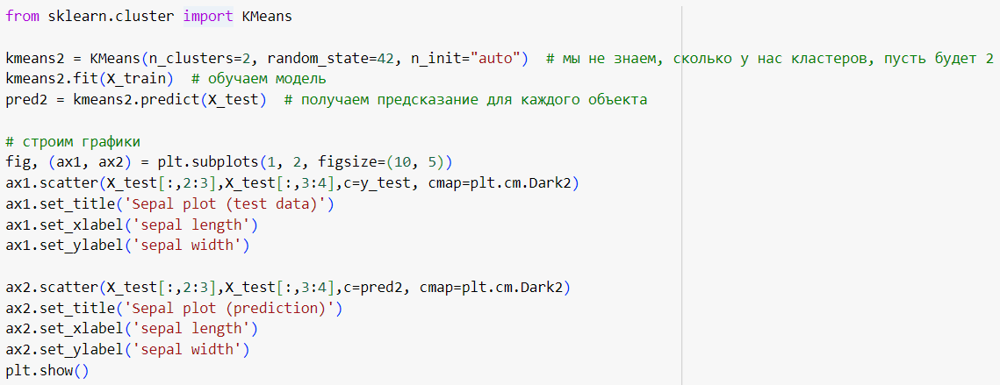 from sklearn.cluster import KMeans
kmeans2 = KMeans(n_clusters=2, random_state=42, n_init="auto")  # мы не знаем, сколько у нас кластеров, пусть будет 2
kmeans2.fit(X_train)  # обучаем модель
pred2 = kmeans2.predict(X_test)  # получаем предсказание для каждого объекта
# строим графики
fig, (ax1, ax2) = plt.subplots(1, 2, figsize=(10, 5))
ax1.scatter(X_test[:,2:3],X_test[:,3:4],c=y_test, cmap=plt.cm.Dark2)
ax1.set_title('Sepal plot (test data)')
ax1.set_xlabel('sepal length')
ax1.set_ylabel('sepal width')
ax2.scatter(X_test[:,2:3],X_test[:,3:4],c=pred2, cmap=plt.cm.Dark2)
ax2.set_title('Sepal plot (prediction)')
ax2.set_xlabel('sepal length')
ax2.set_ylabel('sepal width')
plt.show()